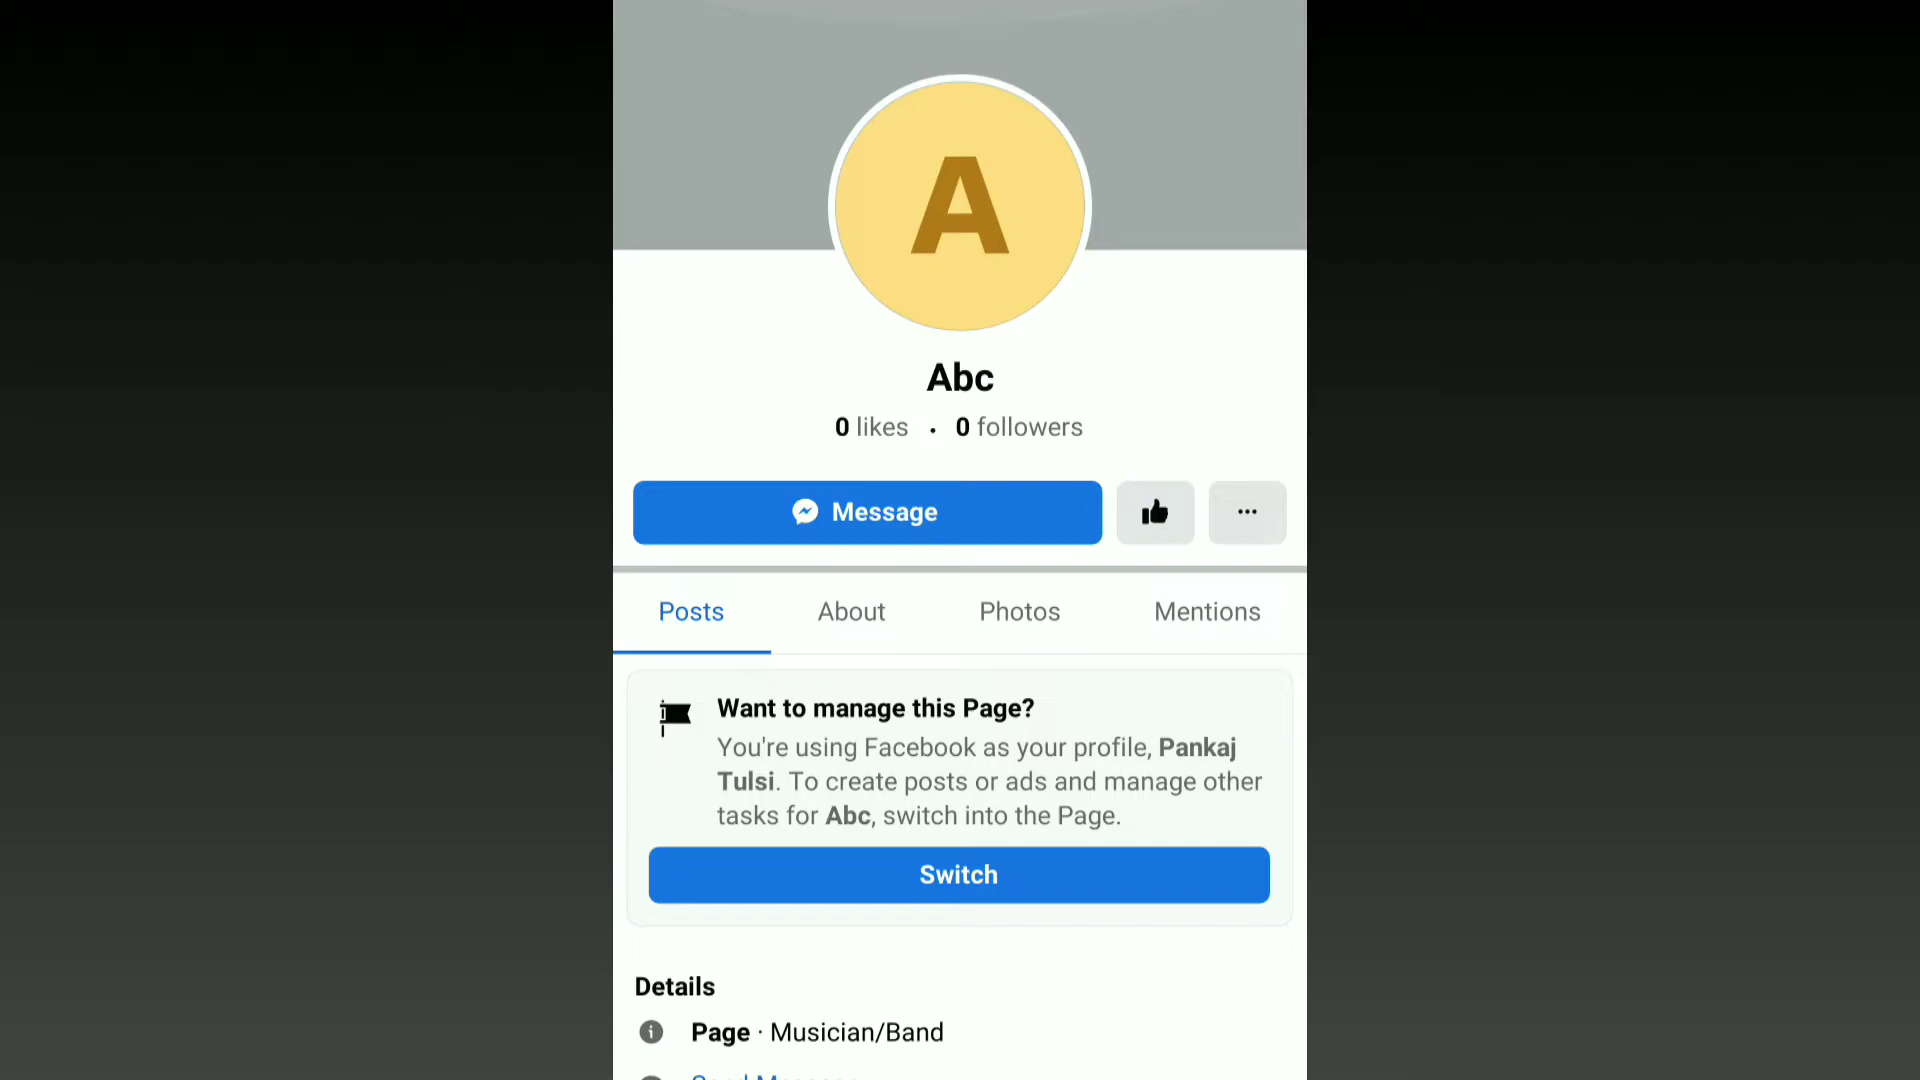 A
Abc
0 likes • 0 followers
Message
Posts About Photos Mentions
Want to manage this Page?
You're using Facebook as your profile, Pankaj
Tulsi. To create posts or ads and manage other
tasks for Abc, switch into the Page.
Switch
Details
Page · Musician/Band